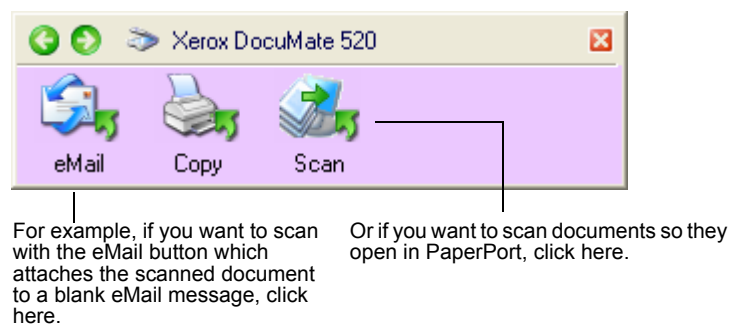 Xerox DocuMate 520
eMail Copy Scan
For example, if you want to scan
with the eMail button which
attaches the scanned document
to a blank eMail message, click
here.
Or if you want to scan documents so they
open in PaperPort, click here.